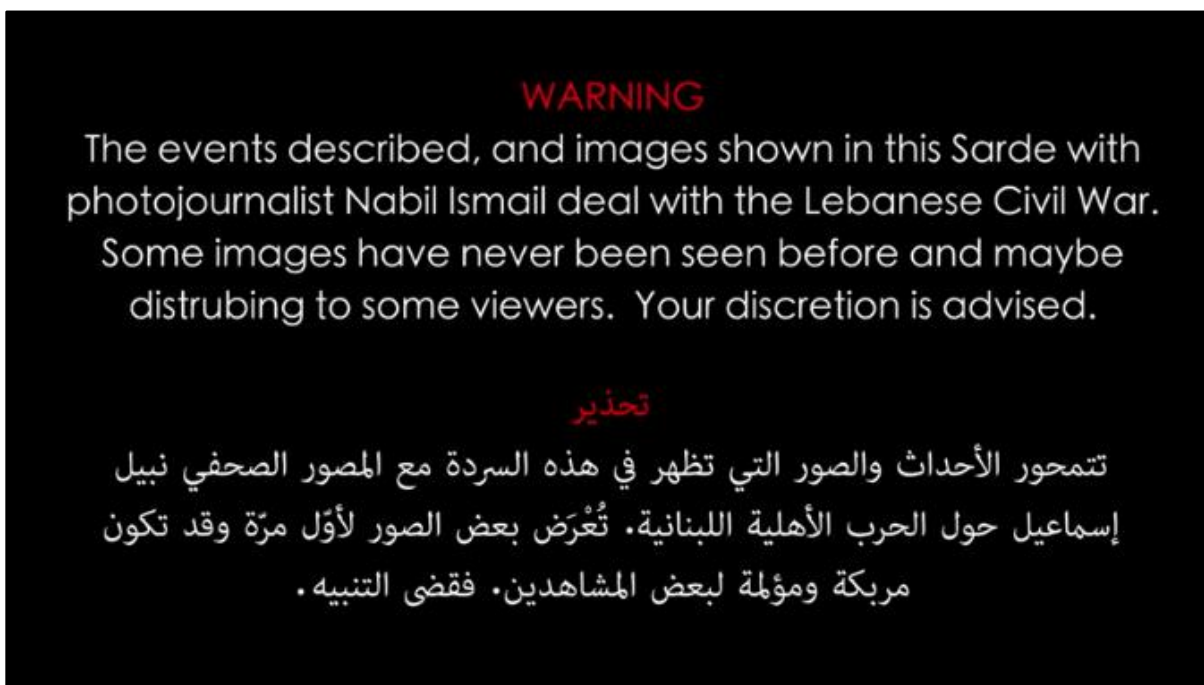 WARNING
The events described, and images shown in this Sarde with
photojournalist Nabil Ismail deal with the Lebanese Civil War.
Some images have never been seen before and maybe
distrubing to some viewers.  Your discretion is advised.
تحذير
تتمحور الأحداث والصور التي تظهر في هذه السردة مع المصور الصحفي نبيل
إسماعيل حول الحرب الأهلية اللبنانية. تُعْرَض بعض الصور لأوّل مرّة وقد تكون
مربكة ومؤلمة لبعض المشاهدين. فقضى التنبيه.